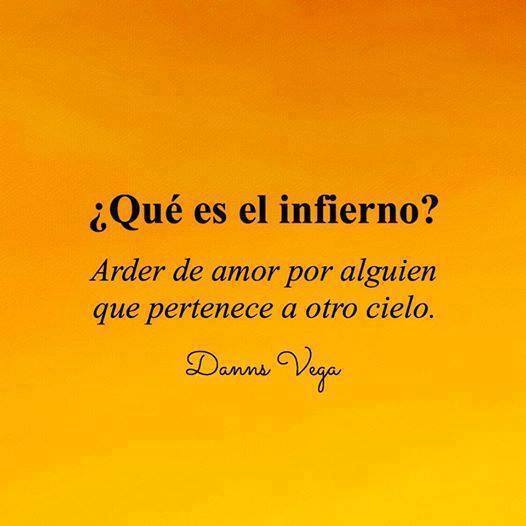 ¿Qué es el infierno?
Arder de amor por alguien
que pertenece a otro cielo.
Danns Vega